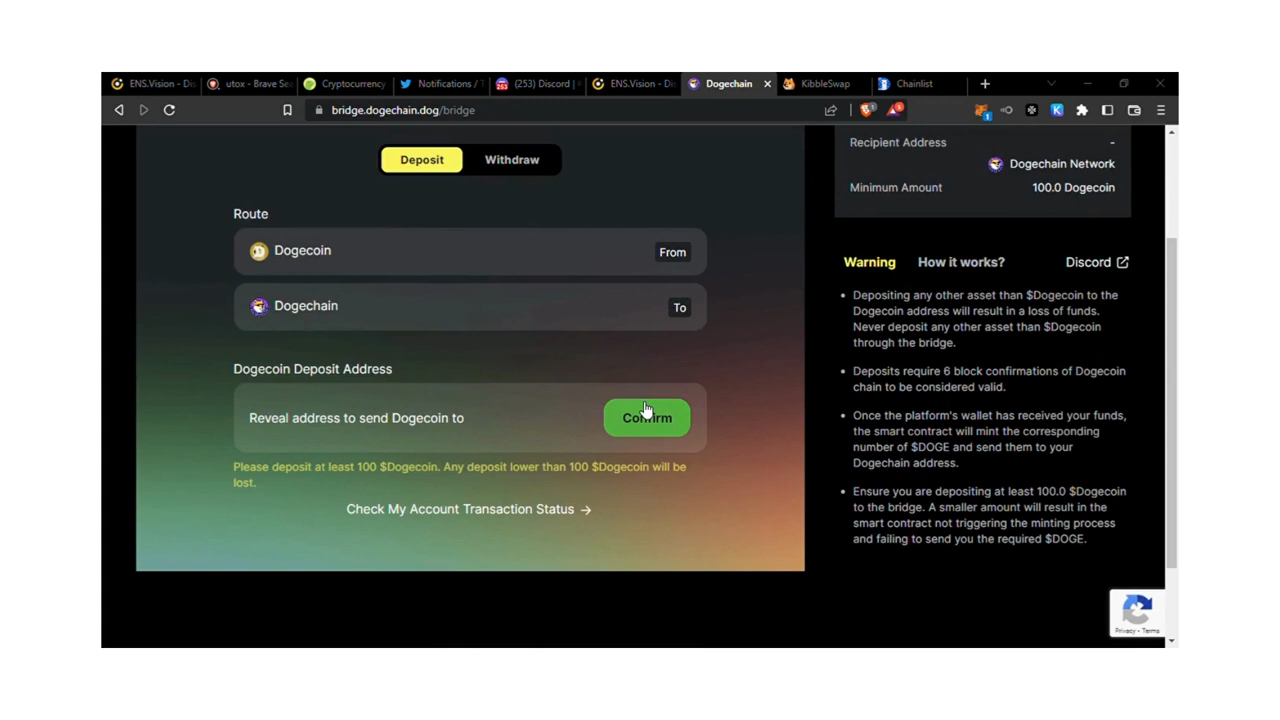 ENS.Vision - Dis
utox - Brave Sea
Cryptocurrency
Notifications / T
(253) Discord |
ENS.Vision - Dis
Dogechain
KibbleSwap
Chainlist
bridge.dogechain.dog/bridge
Deposit
Withdraw
Route
Dogecoin
From
Dogechain
To
Dogecoin Deposit Address
Reveal address to send Dogecoin to
Confirm
Please deposit at least 100 $Dogecoin. Any deposit lower than 100 $Dogecoin will be
lost.
Check My Account Transaction Status →
Recipient Address -
Dogechain Network
Minimum Amount 100.0 Dogecoin
Warning
How it works?
Discord
• Depositing any other asset than $Dogecoin to the
Dogecoin address will result in a loss of funds.
Never deposit any other asset than $Dogecoin
through the bridge.
• Deposits require 6 block confirmations of Dogecoin
chain to be considered valid.
• Once the platform's wallet has received your funds,
the smart contract will mint the corresponding
number of $DOGE and send them to your
Dogechain address.
• Ensure you are depositing at least 100.0 $Dogecoin
to the bridge. A smaller amount will result in the
smart contract not triggering the minting process
and failing to send you the required $DOGE.
Privacy - Terms